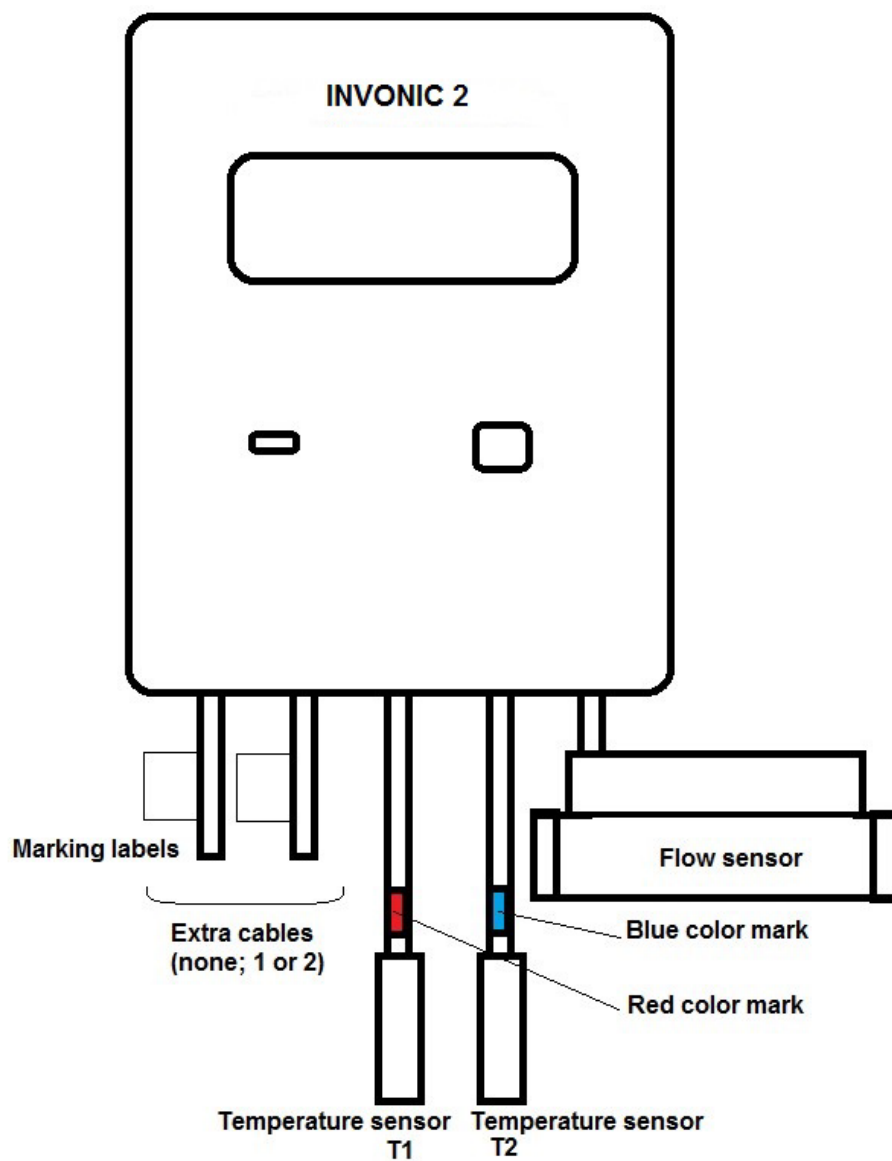 INVONIC 2
Marking labels
Flow sensor
Extra cables
(none; 1 or 2)
Blue color mark
Red color mark
Temperature sensor
T1
Temperature sensor
T2